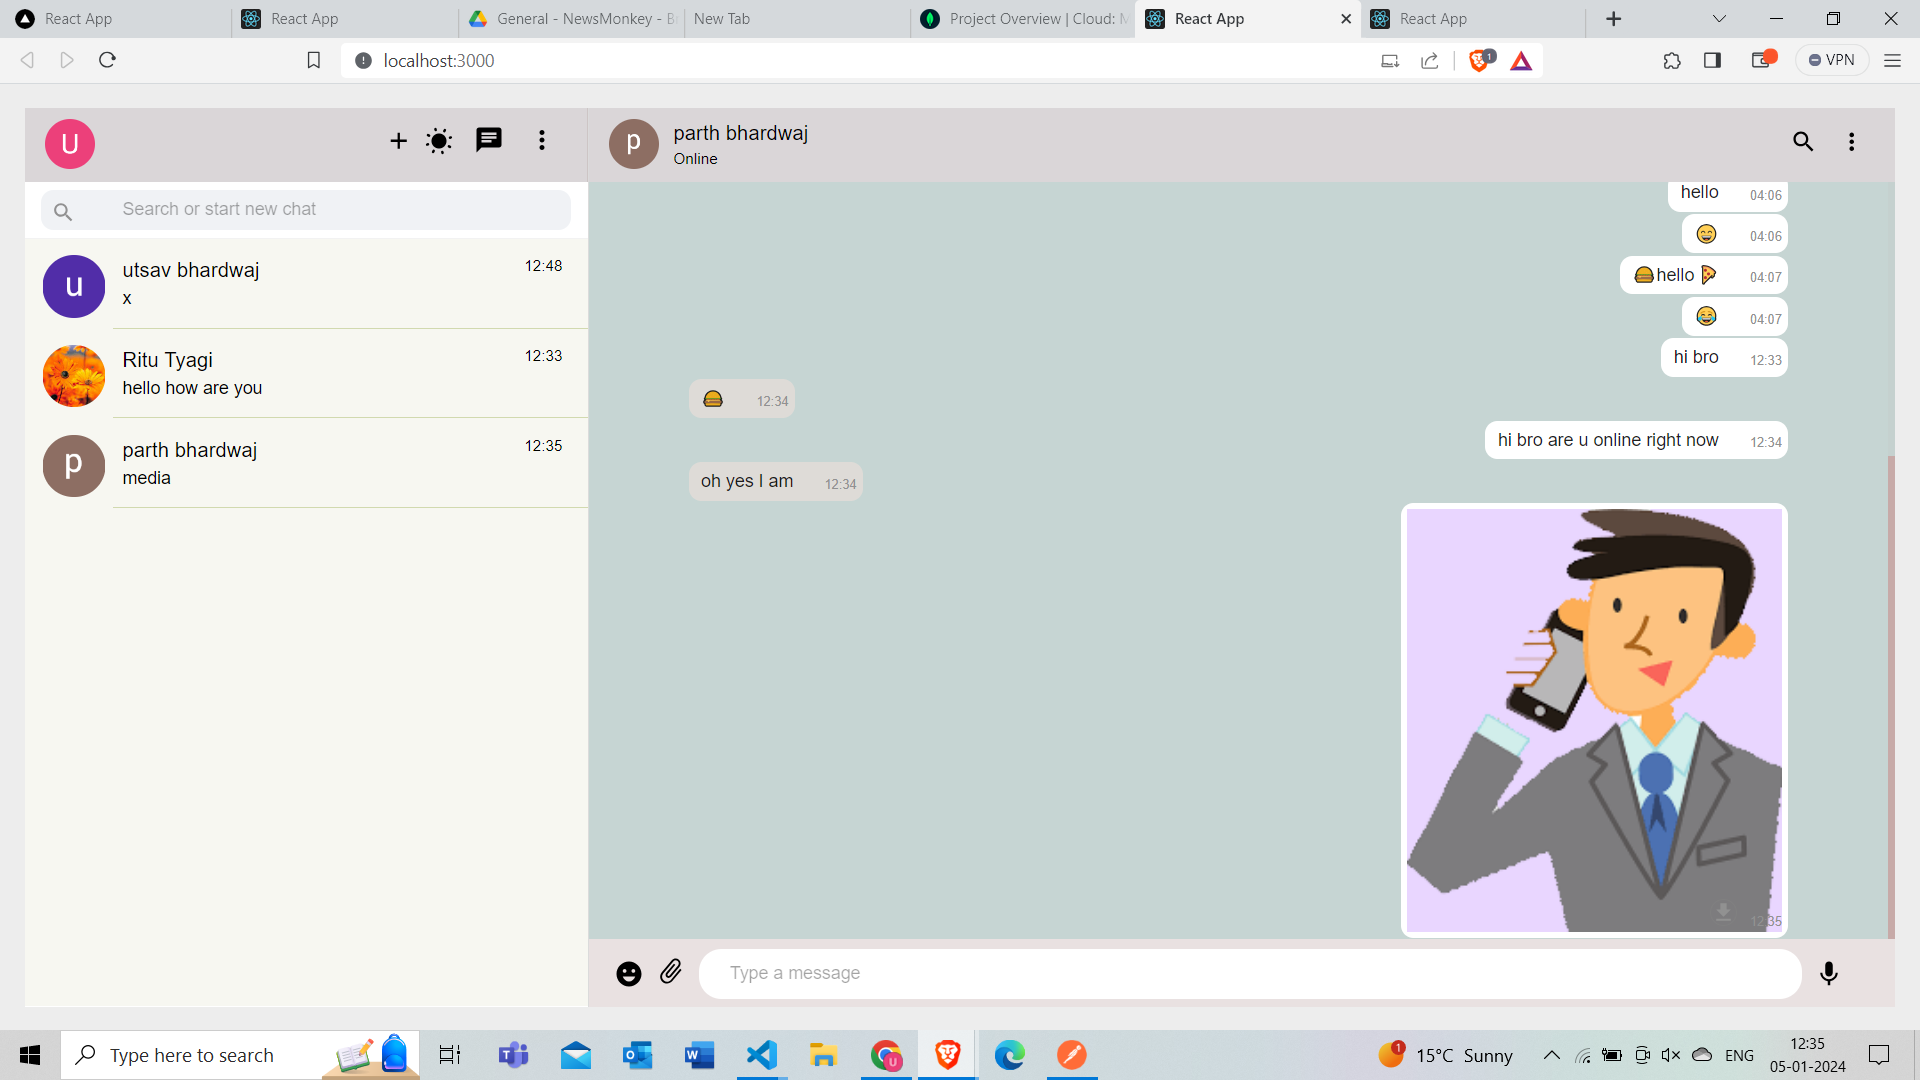 React App
React App
General - NewsMonkey - B
New Tab
Project Overview | Cloud: M
React App
React App
localhost:3000
1
VPN
U
parth bhardwaj
Online
p
Search or start new chat
u
utsav bhardwaj
12:48
x
Ritu Tyagi
12:33
hello how are you
p
parth bhardwaj
12:35
media
hello 04:06
04:06
hello 04:07
04:07
hi bro 12:33
12:34
hi bro are u online right now 12:34
oh yes I am 12:34
12:35
Type a message
Type here to search
1
15°C Sunny
ENG
12:35
05-01-2024